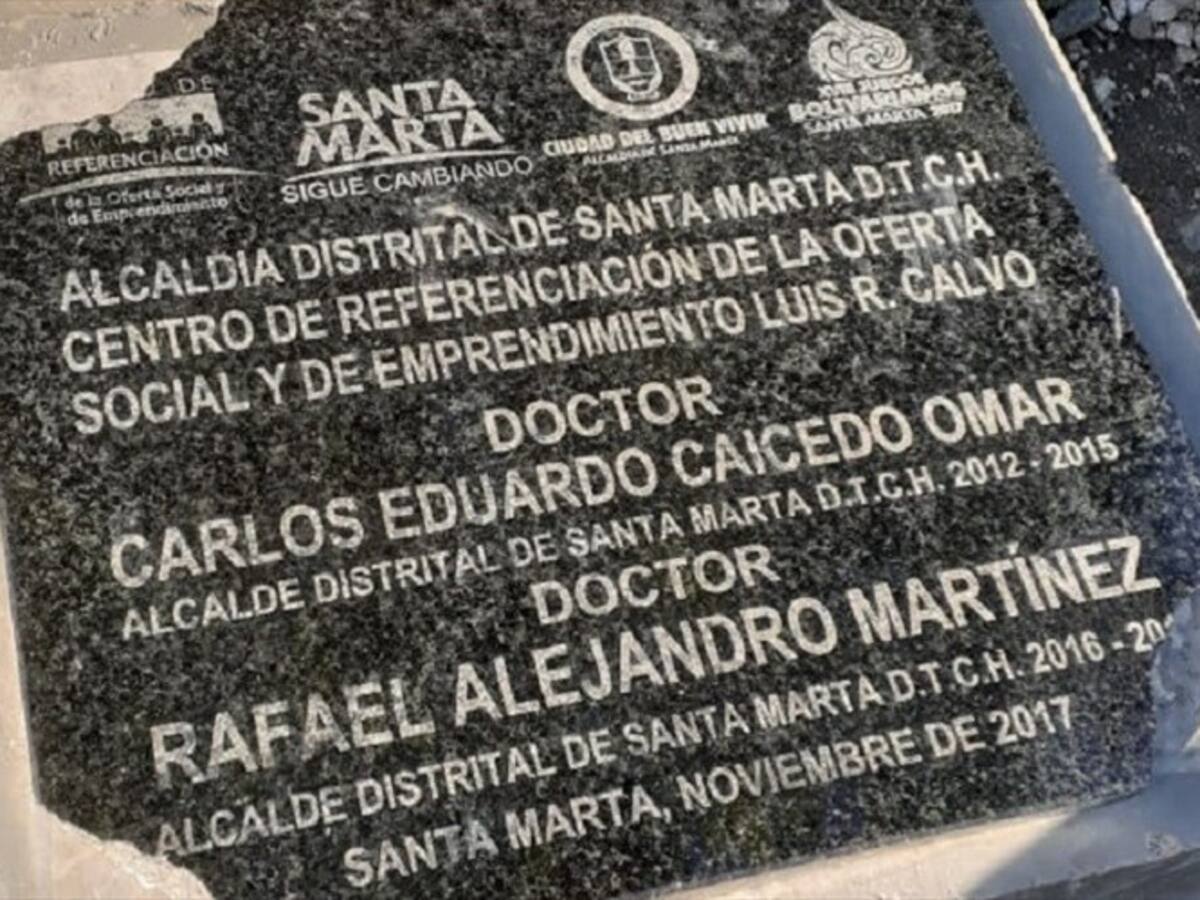 DE
REFERENCIACIÓN
de la Oferta Social y
de Emprendimiento
SANTA
MARTA
SIGUE CAMBIANDO
CIUDAD DEL BUEN VIVIR
ALCALDÍA DE SANTA MARTA
XVIII JUEGOS
BOLIVARIANOS
SANTA MARTA 2017
ALCALDIA DISTRITAL DE SANTA MARTA D.T.C.H.
CENTRO DE REFERENCIACIÓN DE LA OFERTA
SOCIAL Y DE EMPRENDIMIENTO LUIS R. CALVO
DOCTOR
CARLOS EDUARDO CAICEDO OMAR
ALCALDE DISTRITAL DE SANTA MARTA D.T.C.H. 2012 - 2015
DOCTOR
RAFAEL ALEJANDRO MARTÍNEZ
ALCALDE DISTRITAL DE SANTA MARTA D.T.C.H. 2016 - 20
SANTA MARTA, NOVIEMBRE DE 2017